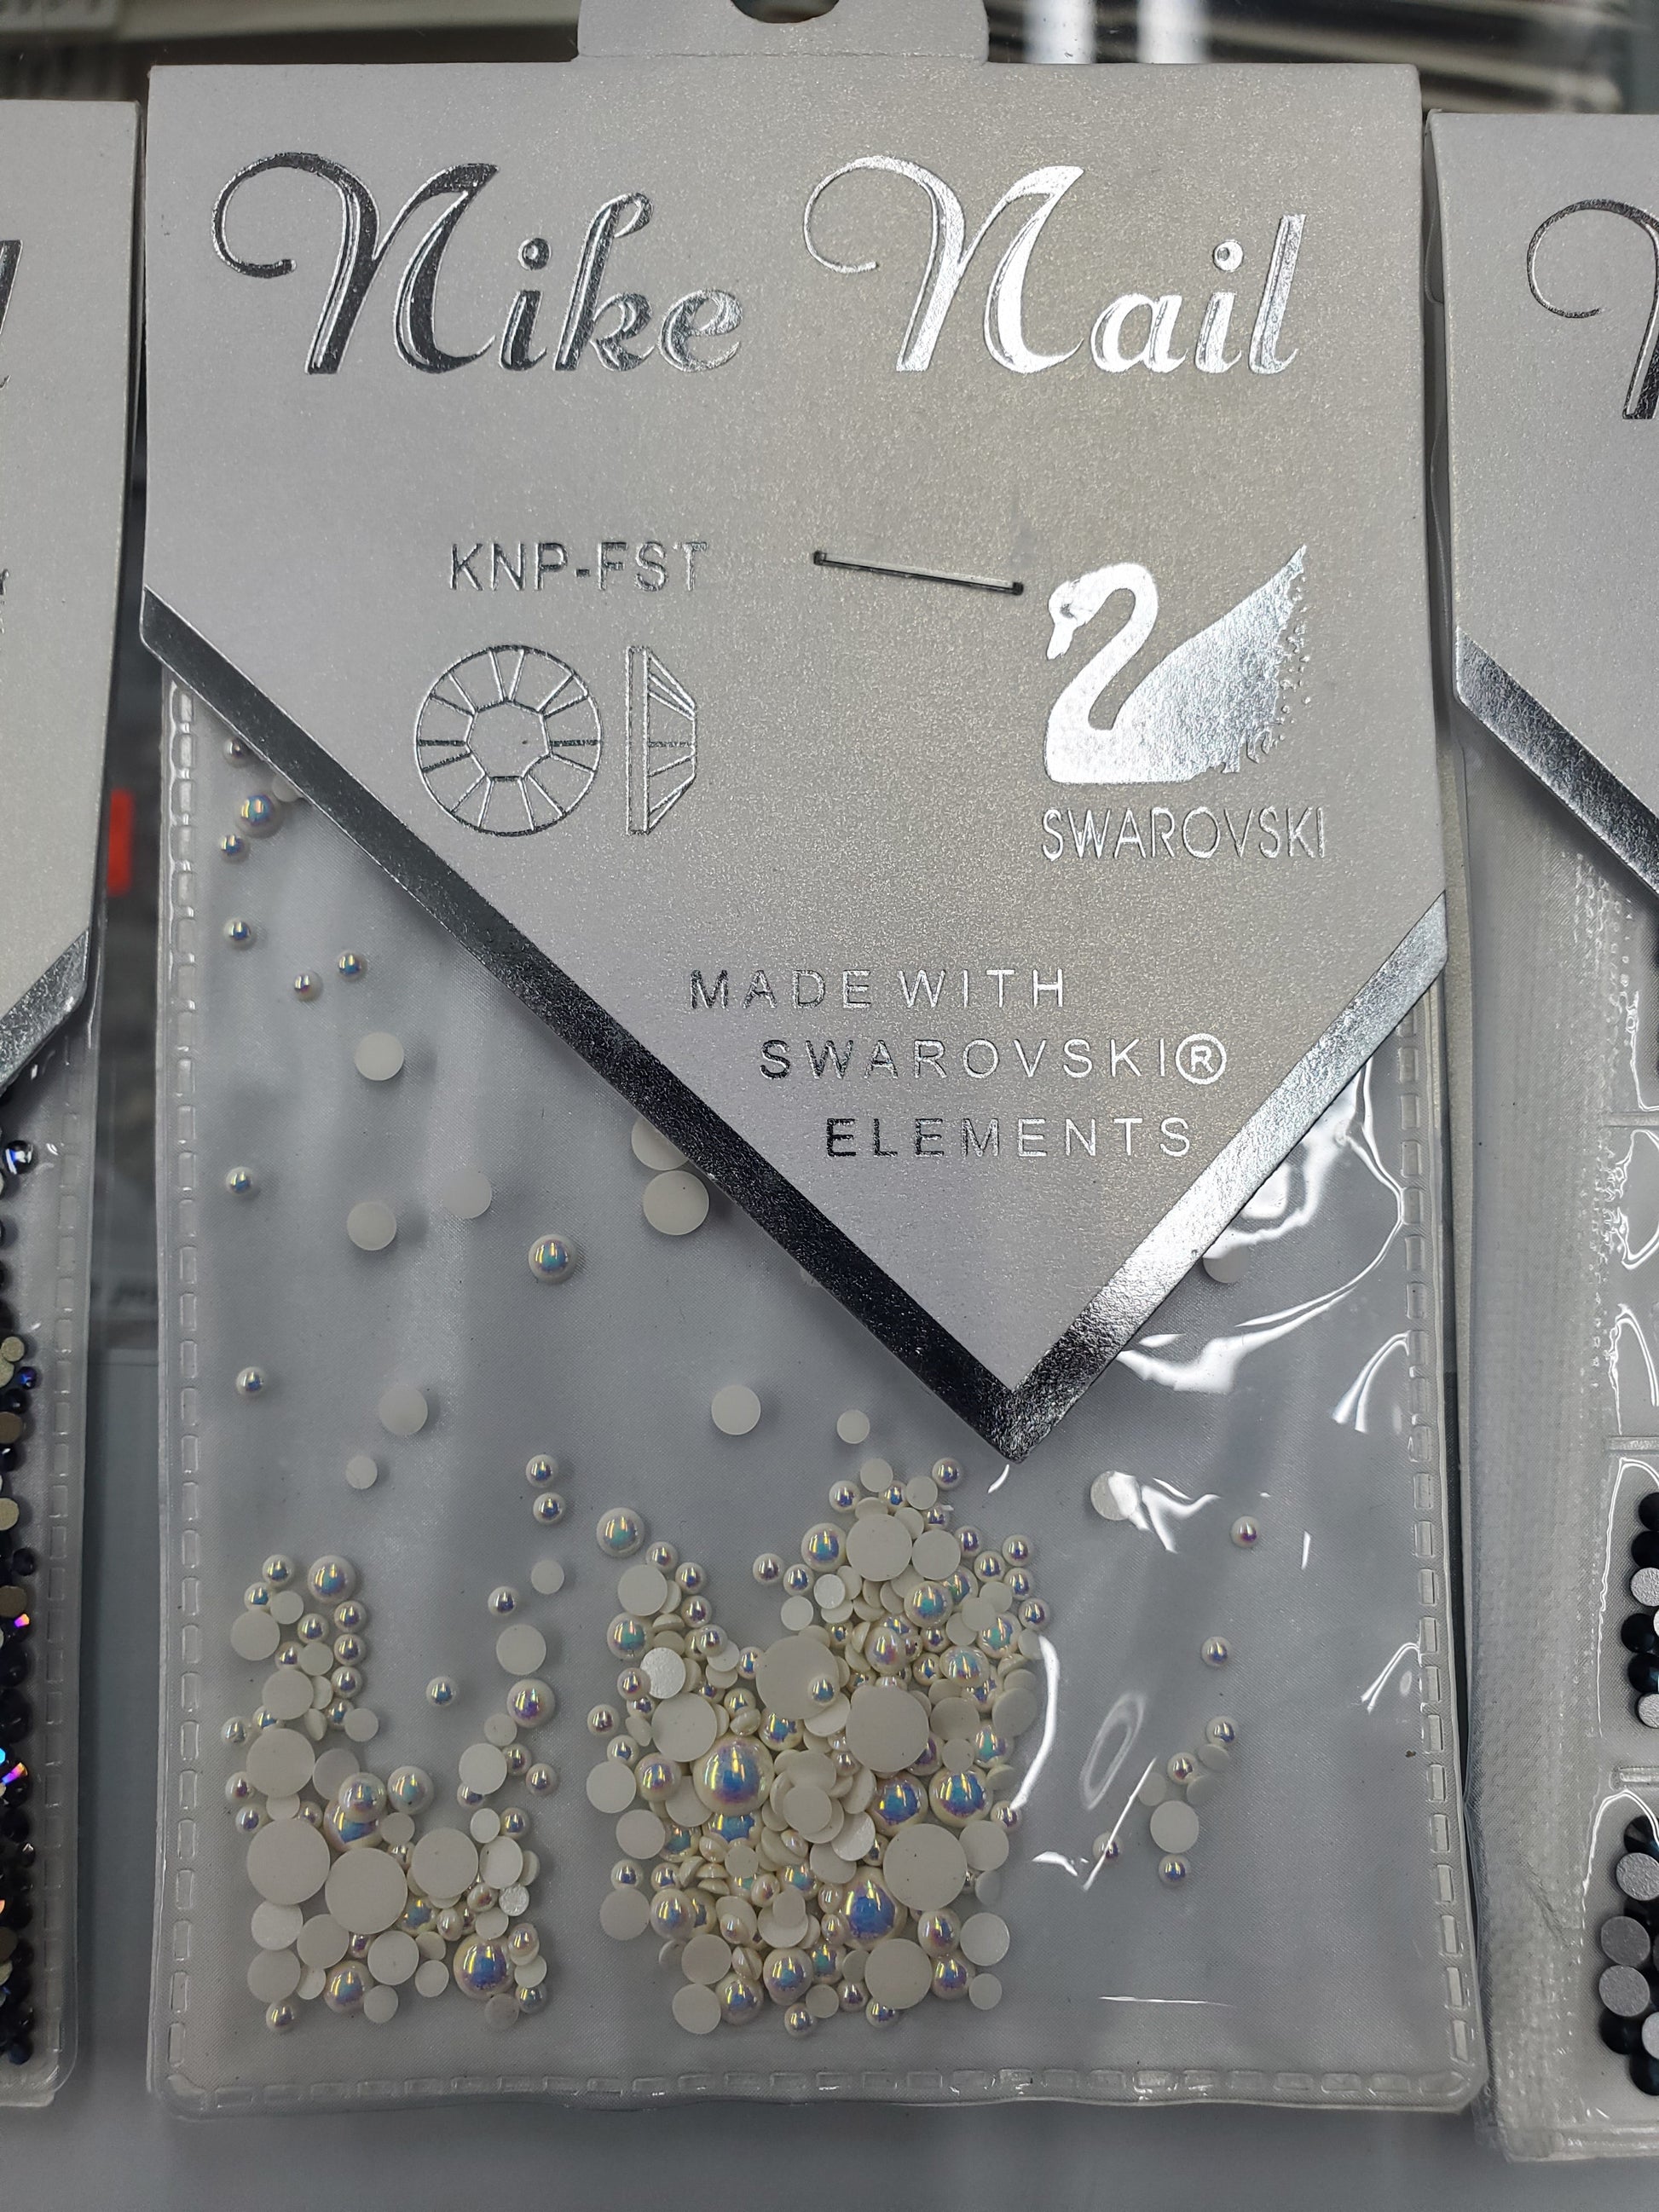 Nike Nail
KNP-FST
SWAROVSKI
MADE WITH
SWAROVSKI®
ELEMENTS